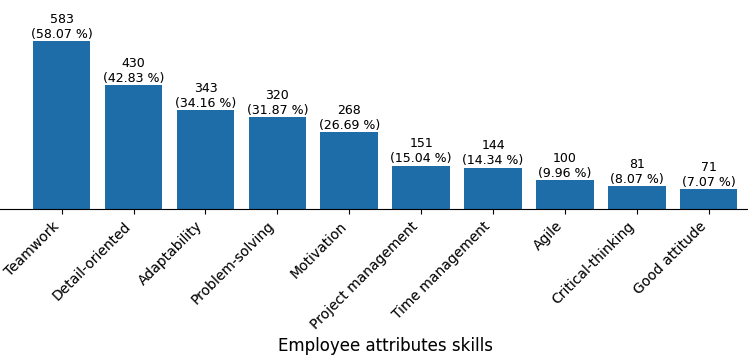 583
(58.07 %)
430
(42.83 %)
343
(34.16 %)
320
(31.87 %)
268
(26.69 %)
151
(15.04 %)
144
(14.34 %)
100
(9.96 %)
81
(8.07 %)
71
(7.07 %)
Teamwork
Detail-oriented
Adaptability
Problem-solving
Motivation
Project management
Time management
Agile
Critical-thinking
Good attitude
Employee attributes skills